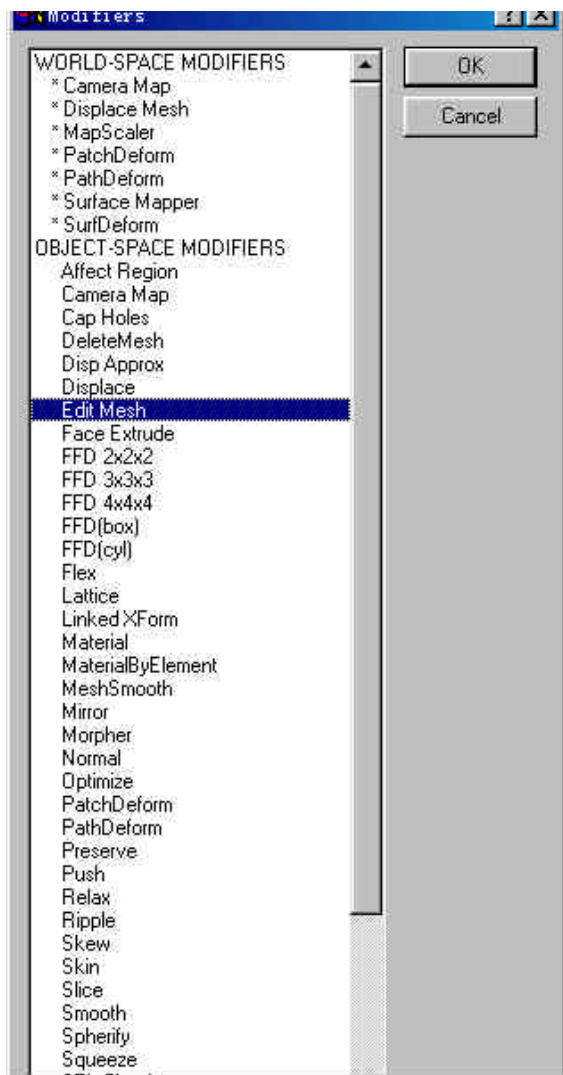 Modifiers
OK
Cancel
WORLD-SPACE MODIFIERS
* Camera Map
* Displace Mesh
* MapScaler
* PatchDeform
* PathDeform
* Surface Mapper
* SurfDeform
OBJECT-SPACE MODIFIERS
Affect Region
Camera Map
Cap Holes
DeleteMesh
Disp Approx
Displace
Edit Mesh
Face Extrude
FFD 2x2x2
FFD 3x3x3
FFD 4x4x4
FFD(box)
FFD(cyl)
Flex
Lattice
Linked XForm
Material
MaterialByElement
MeshSmooth
Mirror
Morpher
Normal
Optimize
PatchDeform
PathDeform
Preserve
Push
Relax
Ripple
Skew
Skin
Slice
Smooth
Spherify
Squeeze